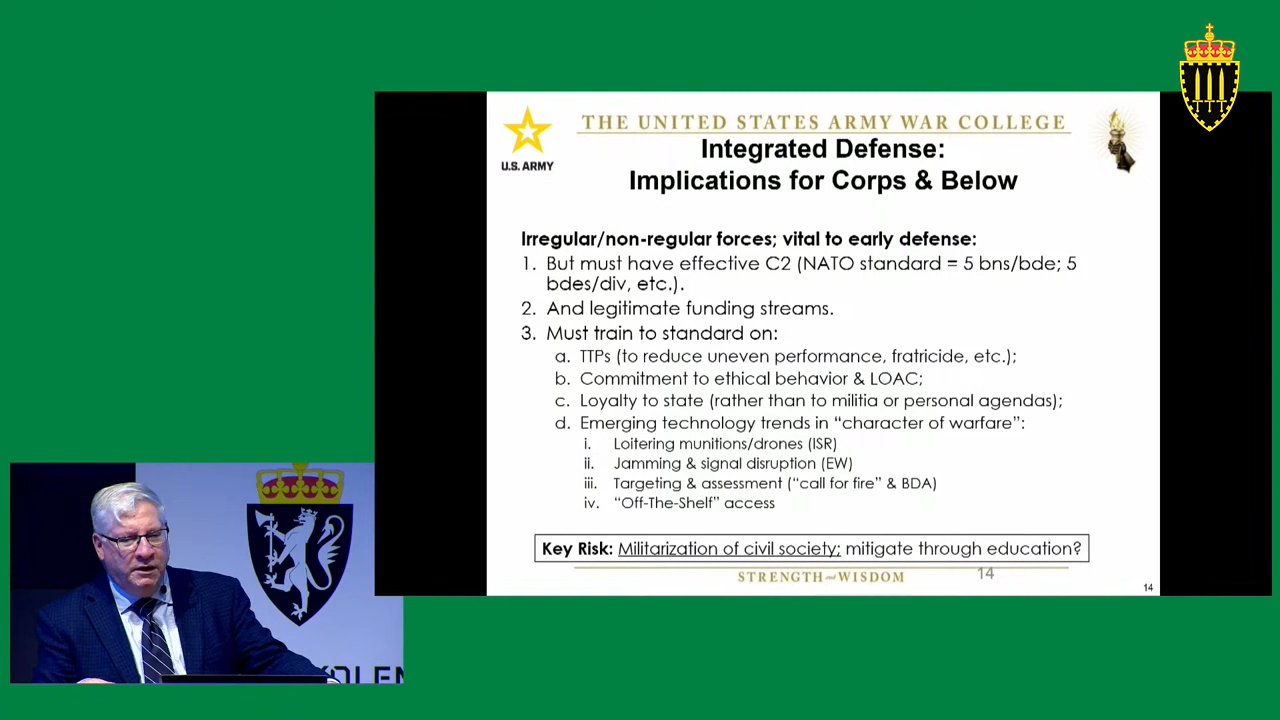 THE UNITED STATES ARMY WAR COLLEGE
U.S. ARMY
Integrated Defense:
Implications for Corps & Below
Irregular/non-regular forces; vital to early defense:
1. But must have effective C2 (NATO standard = 5 bns/bde; 5
bdes/div, etc.).
2. And legitimate funding streams.
3. Must train to standard on:
a. TTPs (to reduce uneven performance, fratricide, etc.);
b. Commitment to ethical behavior & LOAC;
c. Loyalty to state (rather than to militia or personal agendas);
d. Emerging technology trends in “character of warfare”:
i. Loitering munitions/drones (ISR)
ii. Jamming & signal disruption (EW)
iii. Targeting & assessment (“call for fire” & BDA)
iv. “Off-The-Shelf” access
Key Risk: Militarization of civil society; mitigate through education?
STRENGTH and WISDOM
14
14